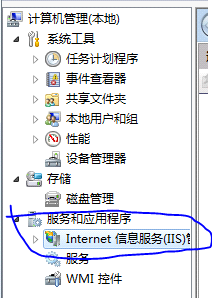 计算机管理(本地)
系统工具
任务计划程序
事件查看器
共享文件夹
本地用户和组
性能
设备管理器
存储
磁盘管理
服务和应用程序
Internet 信息服务(IIS)
服务
WMI 控件